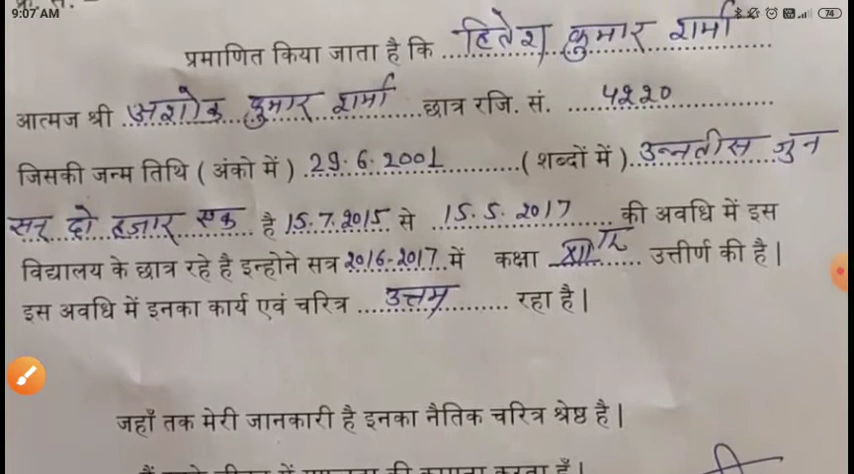 9:07 AM
74
प्रमाणित किया जाता है कि हितेश कुमार शर्मा
आत्मज श्री अशोक कुमार शर्मा छात्र रजि. सं. 4220
जिसकी जन्म तिथि ( अंको में ) 29.6.2001 ( शब्दों में ) उन्नतीस जुन
सन् दो हजार एक है 15.7.2015 से 15.5.2017 की अवधि में इस
विद्यालय के छात्र रहे है इन्होने सत्र 2016-2017 में कक्षा उत्तीर्ण की है |
इस अवधि में इनका कार्य एवं चरित्र उत्तम रहा है |
जहाँ तक मेरी जानकारी है इनका नैतिक चरित्र श्रेष्ठ है |